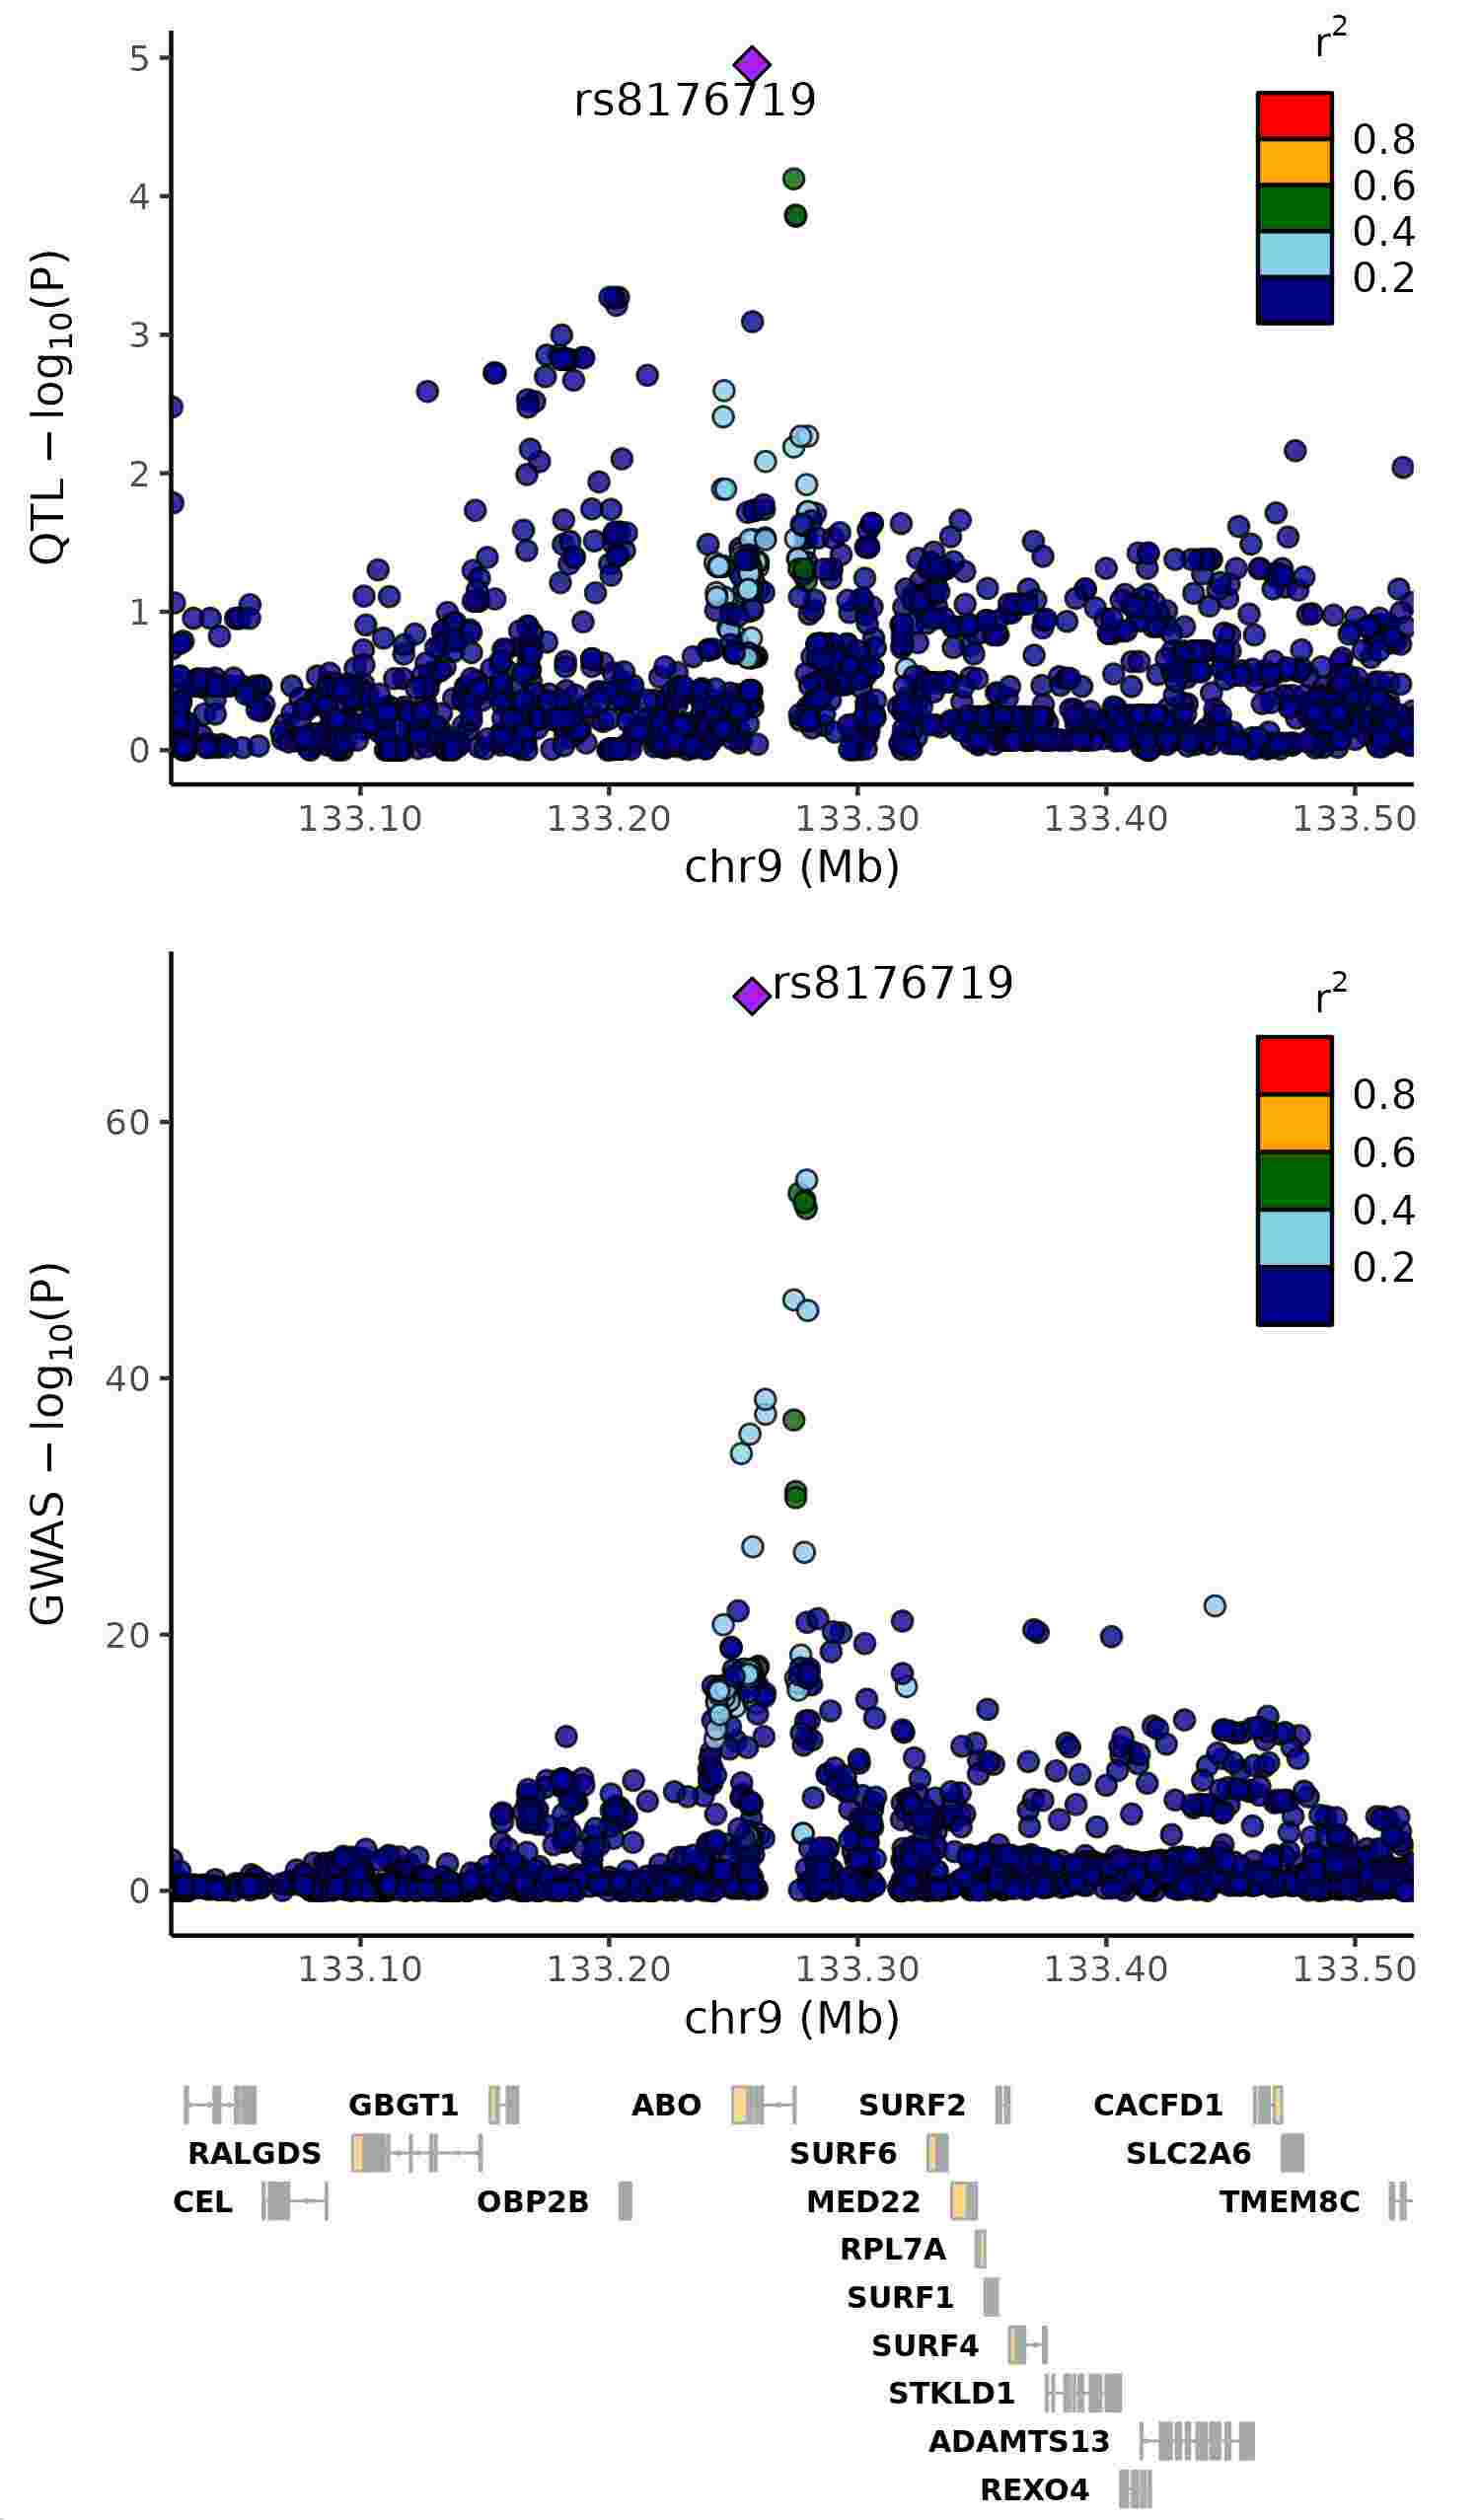 r²
5
rs8176719
0.8
4
0.6
0.4
0.2
3
QTL −log₁₀(P)
2
1
0
133.10 133.20 133.30 133.40 133.50
chr9 (Mb)
rs8176719
r²
60
0.8
0.6
0.4
0.2
40
GWAS −log₁₀(P)
20
0
133.10 133.20 133.30 133.40 133.50
chr9 (Mb)
GBGT1 ABO SURF2 CACFD1
RALGDS SURF6 SLC2A6
CEL OBP2B MED22 TMEM8C
RPL7A
SURF1
SURF4
STKLD1
ADAMTS13
REXO4